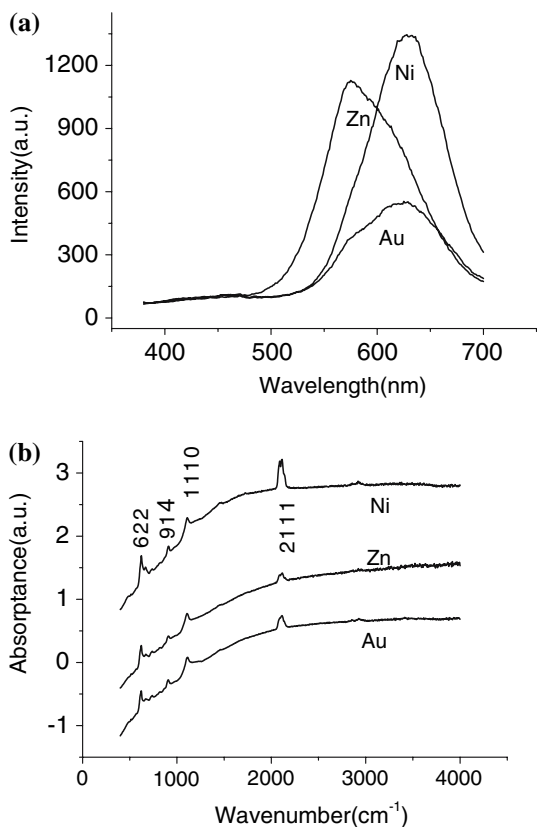 (a)
Intensity(a.u.)
1200
900
600
300
0
Ni
Zn
Au
400 500 600 700
Wavelength(nm)
(b)
Absorptance(a.u.)
3
2
1
0
-1
622
914
1110
2111
Ni
Zn
Au
0 1000 2000 3000 4000
Wavenumber(cm⁻¹)